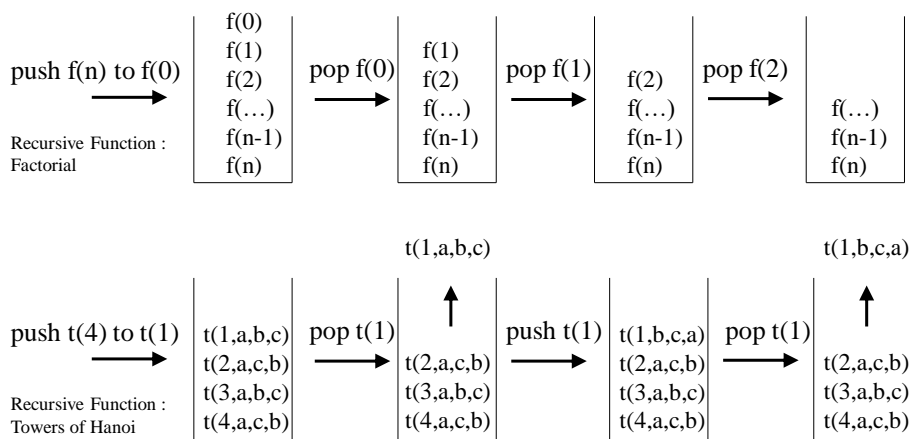 push f(n) to f(0)
Recursive Function :
Factorial
f(0)
f(1)
f(2)
f(…)
f(n-1)
f(n)
pop f(0)
f(1)
f(2)
f(…)
f(n-1)
f(n)
pop f(1)
f(2)
f(…)
f(n-1)
f(n)
pop f(2)
f(…)
f(n-1)
f(n)
push t(4) to t(1)
Recursive Function :
Towers of Hanoi
t(1,a,b,c)
t(2,a,c,b)
t(3,a,b,c)
t(4,a,c,b)
pop t(1)
t(1,a,b,c)
t(2,a,c,b)
t(3,a,b,c)
t(4,a,c,b)
push t(1)
t(1,b,c,a)
t(2,a,c,b)
t(3,a,b,c)
t(4,a,c,b)
pop t(1)
t(1,b,c,a)
t(2,a,c,b)
t(3,a,b,c)
t(4,a,c,b)